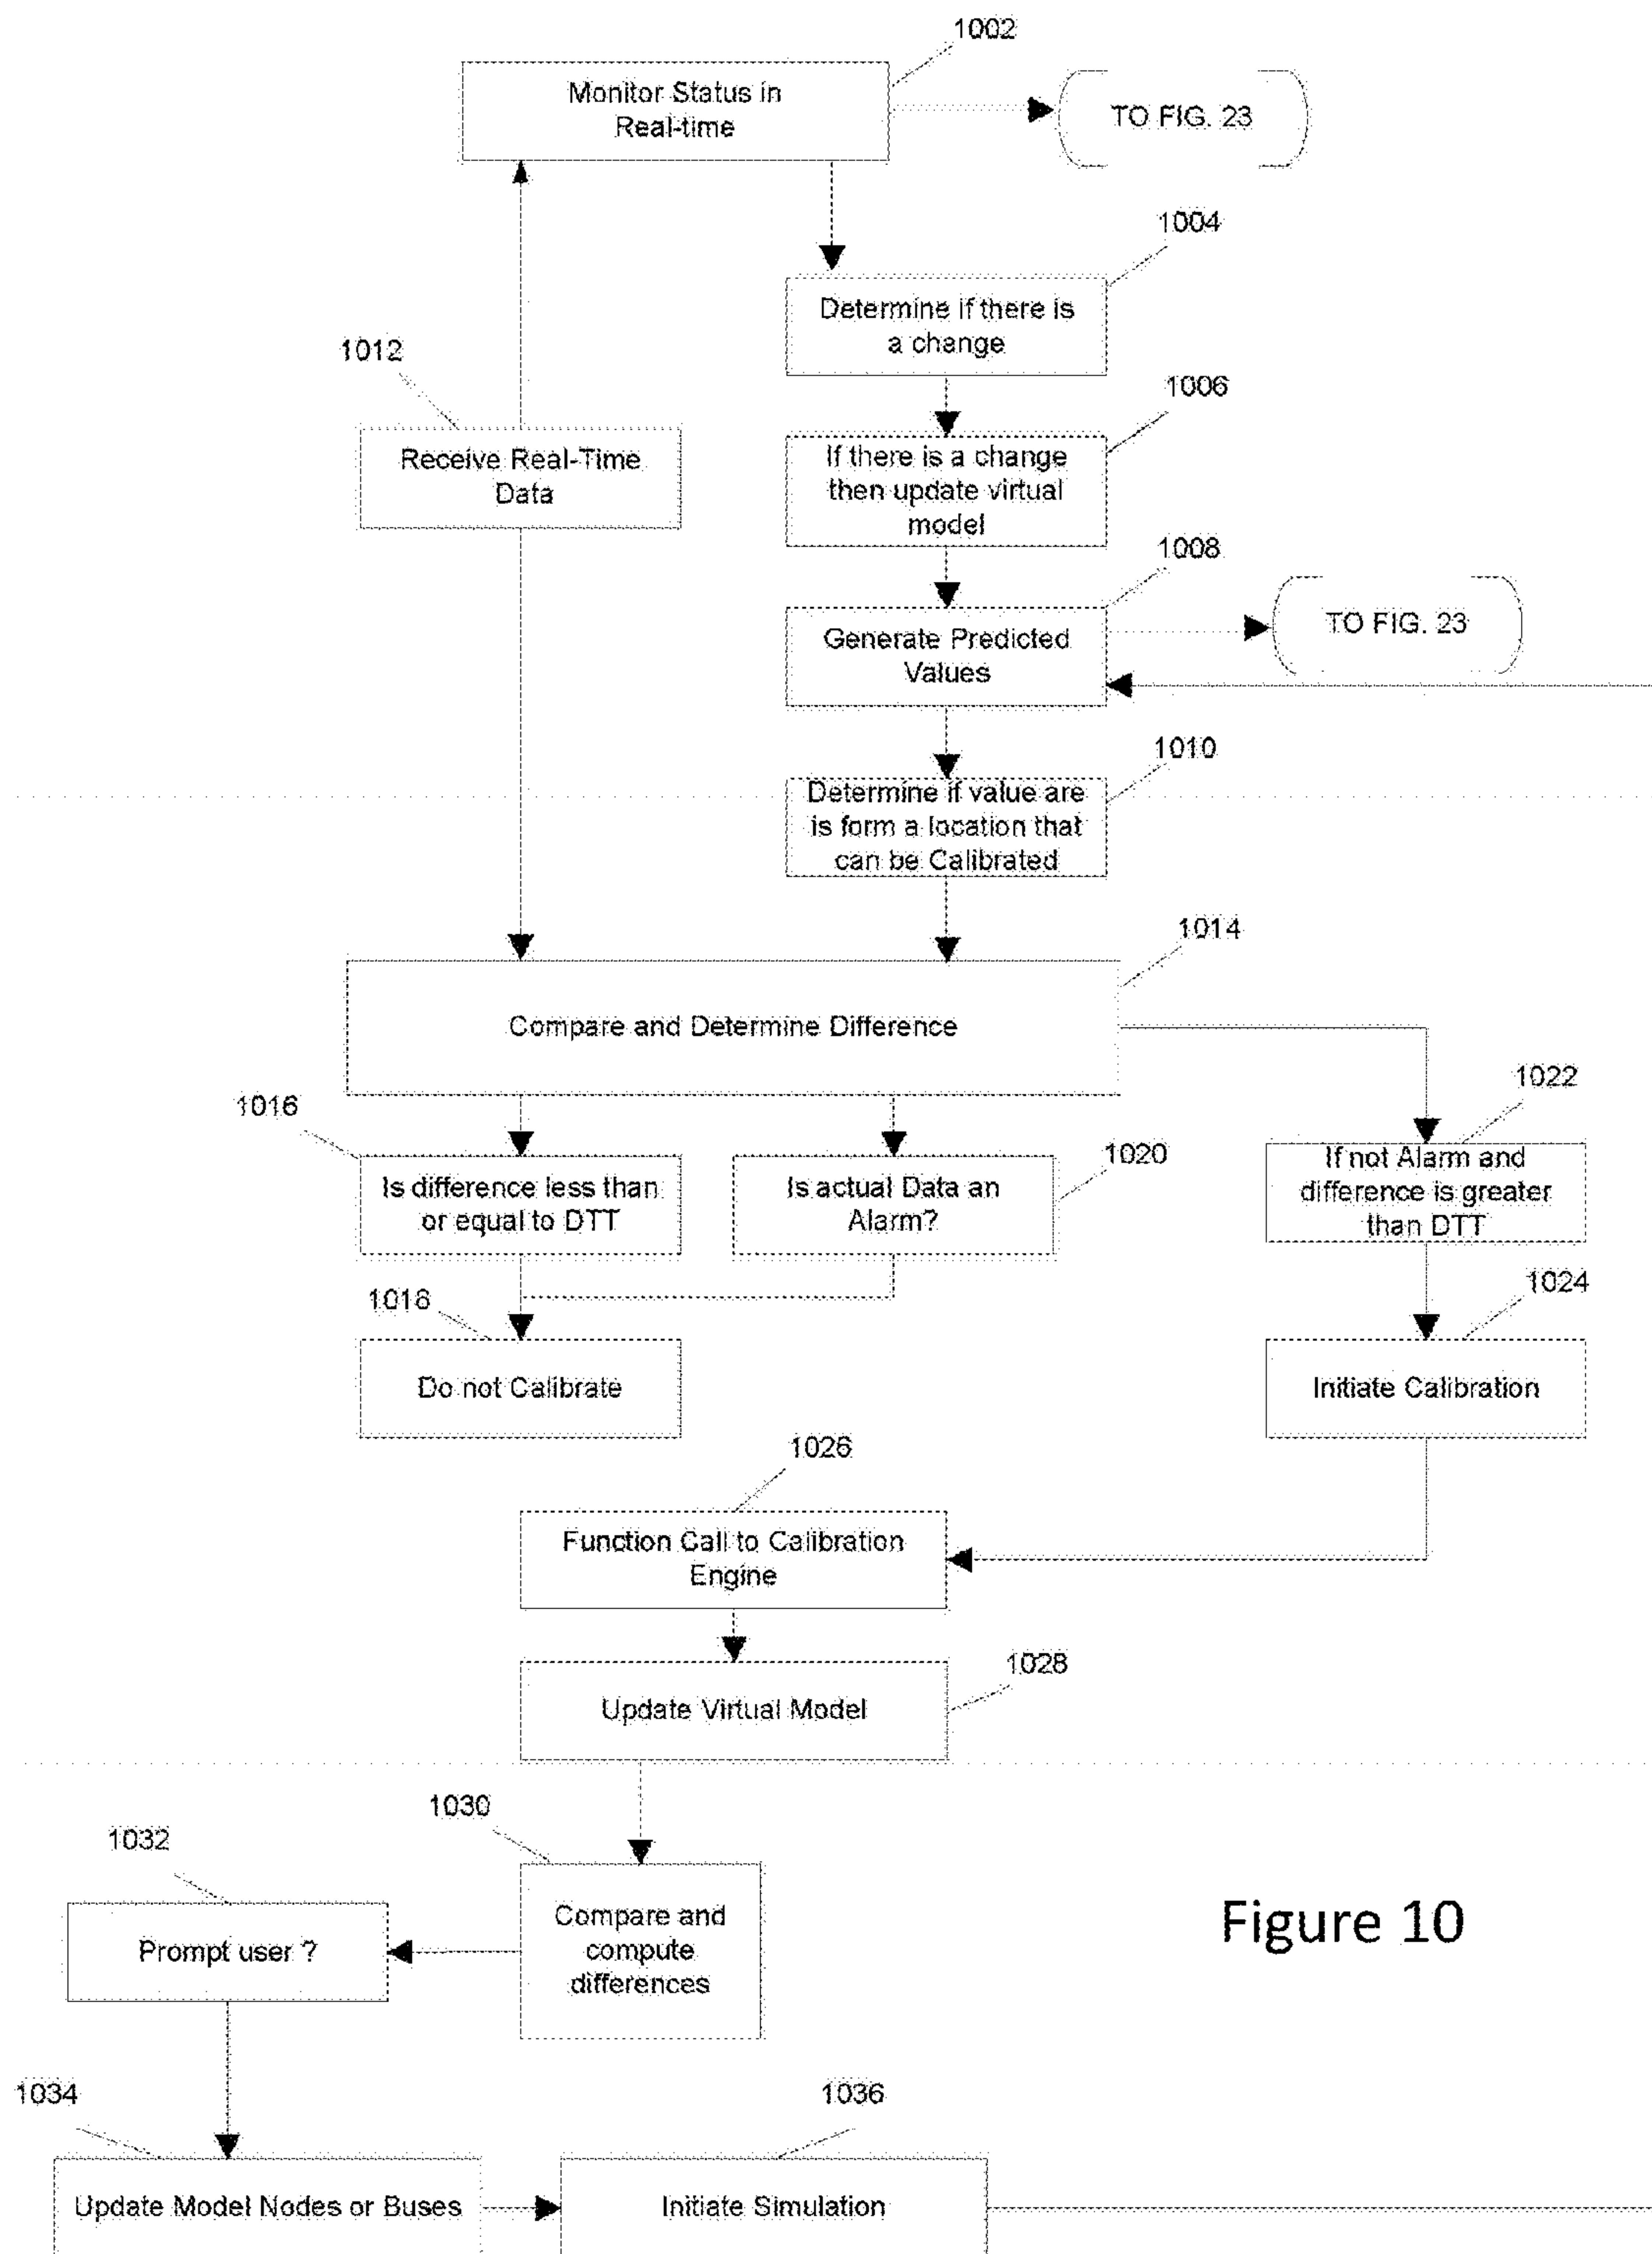 1002
Monitor Status in
Real-time
TO FIG. 23
1004
Determine if there is
a change
1012
Receive Real-Time
Data
1006
If there is a change
then update virtual
model
1008
Generate Predicted
Values
TO FIG. 23
1010
Determine if value are
is form a location that
can be Calibrated
1014
Compare and Determine Difference
1016
Is difference less than
or equal to DTT
1020
Is actual Data an
Alarm?
1022
If not Alarm and
difference is greater
than DTT
1018
Do not Calibrate
1024
Initiate Calibration
1026
Function Call to Calibration
Engine
1028
Update Virtual Model
1030
Compare and
compute
differences
1032
Prompt user ?
Figure 10
1034
Update Model Nodes or Buses
1036
Initiate Simulation